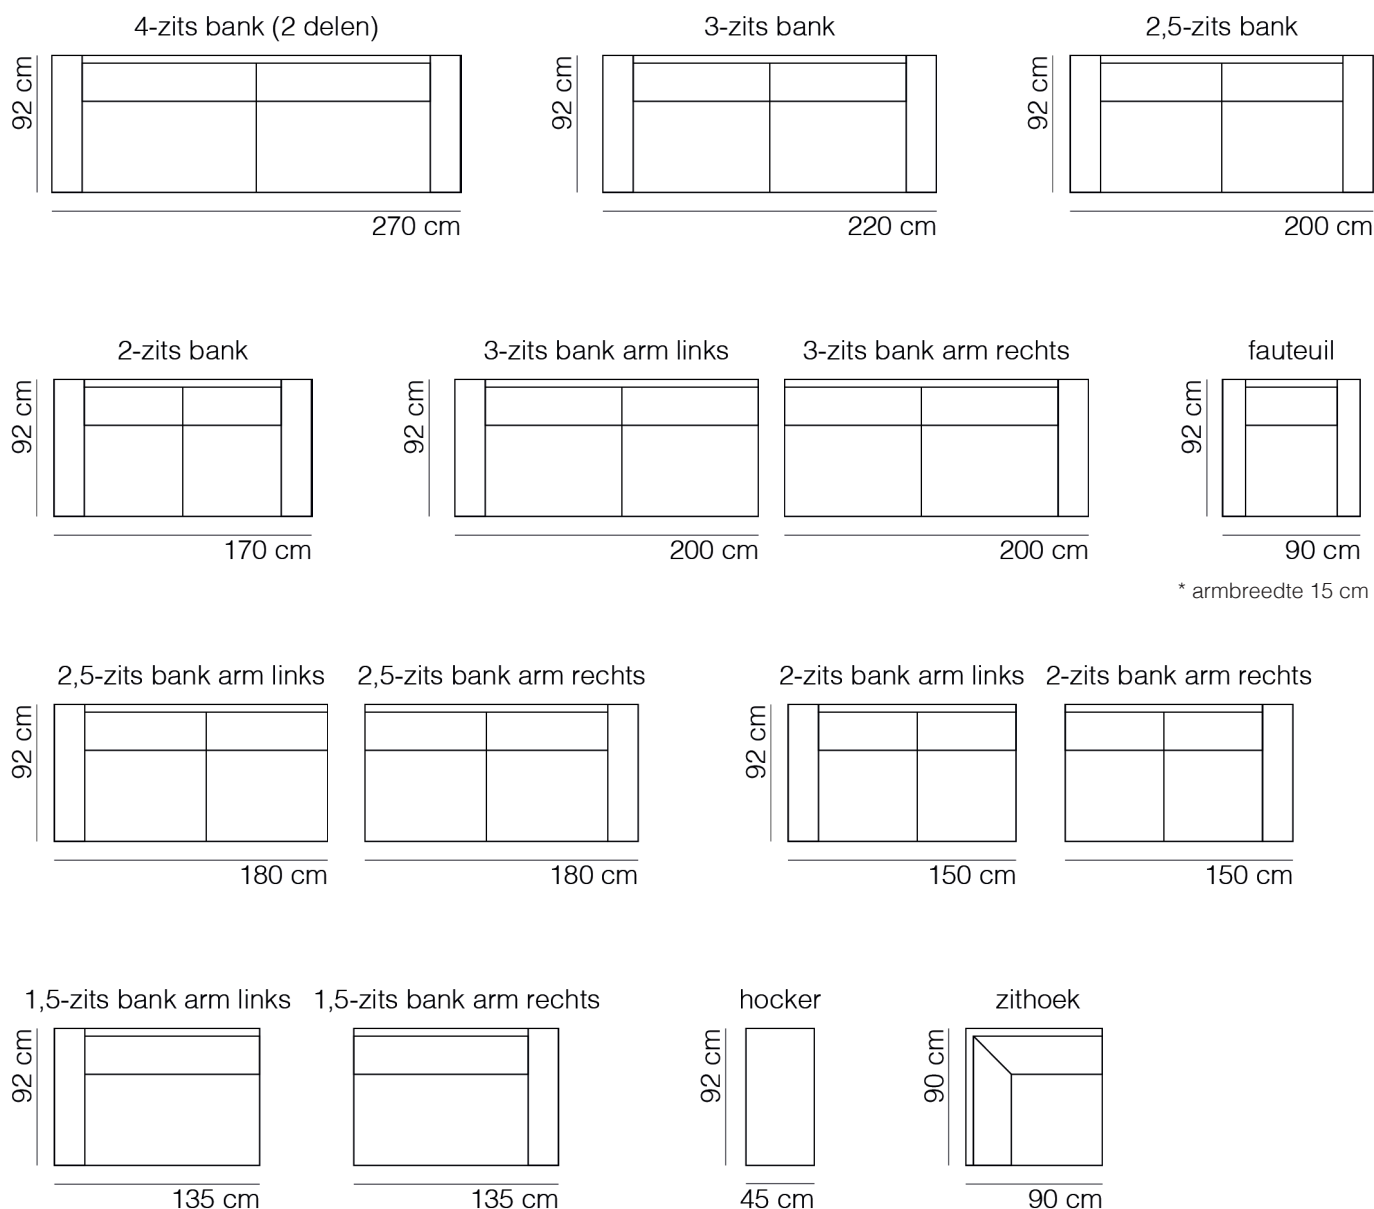 4-zits bank (2 delen)
92 cm
270 cm
3-zits bank
92 cm
220 cm
2,5-zits bank
92 cm
200 cm
2-zits bank
92 cm
170 cm
3-zits bank arm links
92 cm
200 cm
3-zits bank arm rechts
200 cm
fauteuil
92 cm
90 cm
* armbreedte 15 cm
2,5-zits bank arm links
92 cm
180 cm
2,5-zits bank arm rechts
180 cm
2-zits bank arm links
92 cm
150 cm
2-zits bank arm rechts
150 cm
1,5-zits bank arm links
92 cm
135 cm
1,5-zits bank arm rechts
135 cm
hocker
92 cm
45 cm
zithoek
90 cm
90 cm